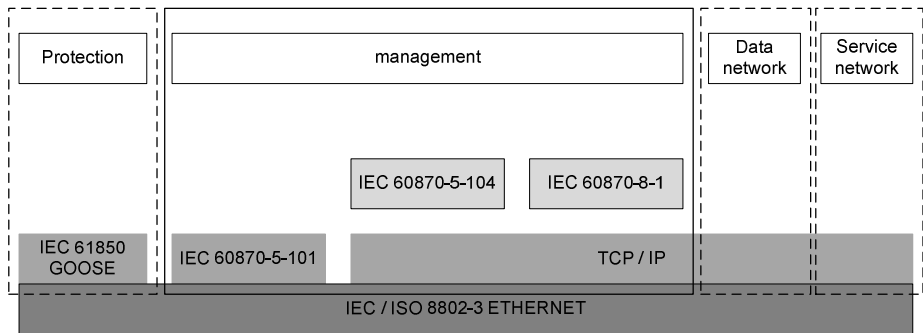 Protection
management
Data
network
Service
network
IEC 60870-5-104
IEC 60870-8-1
IEC 61850
GOOSE
IEC 60870-5-101
TCP / IP
IEC / ISO 8802-3 ETHERNET